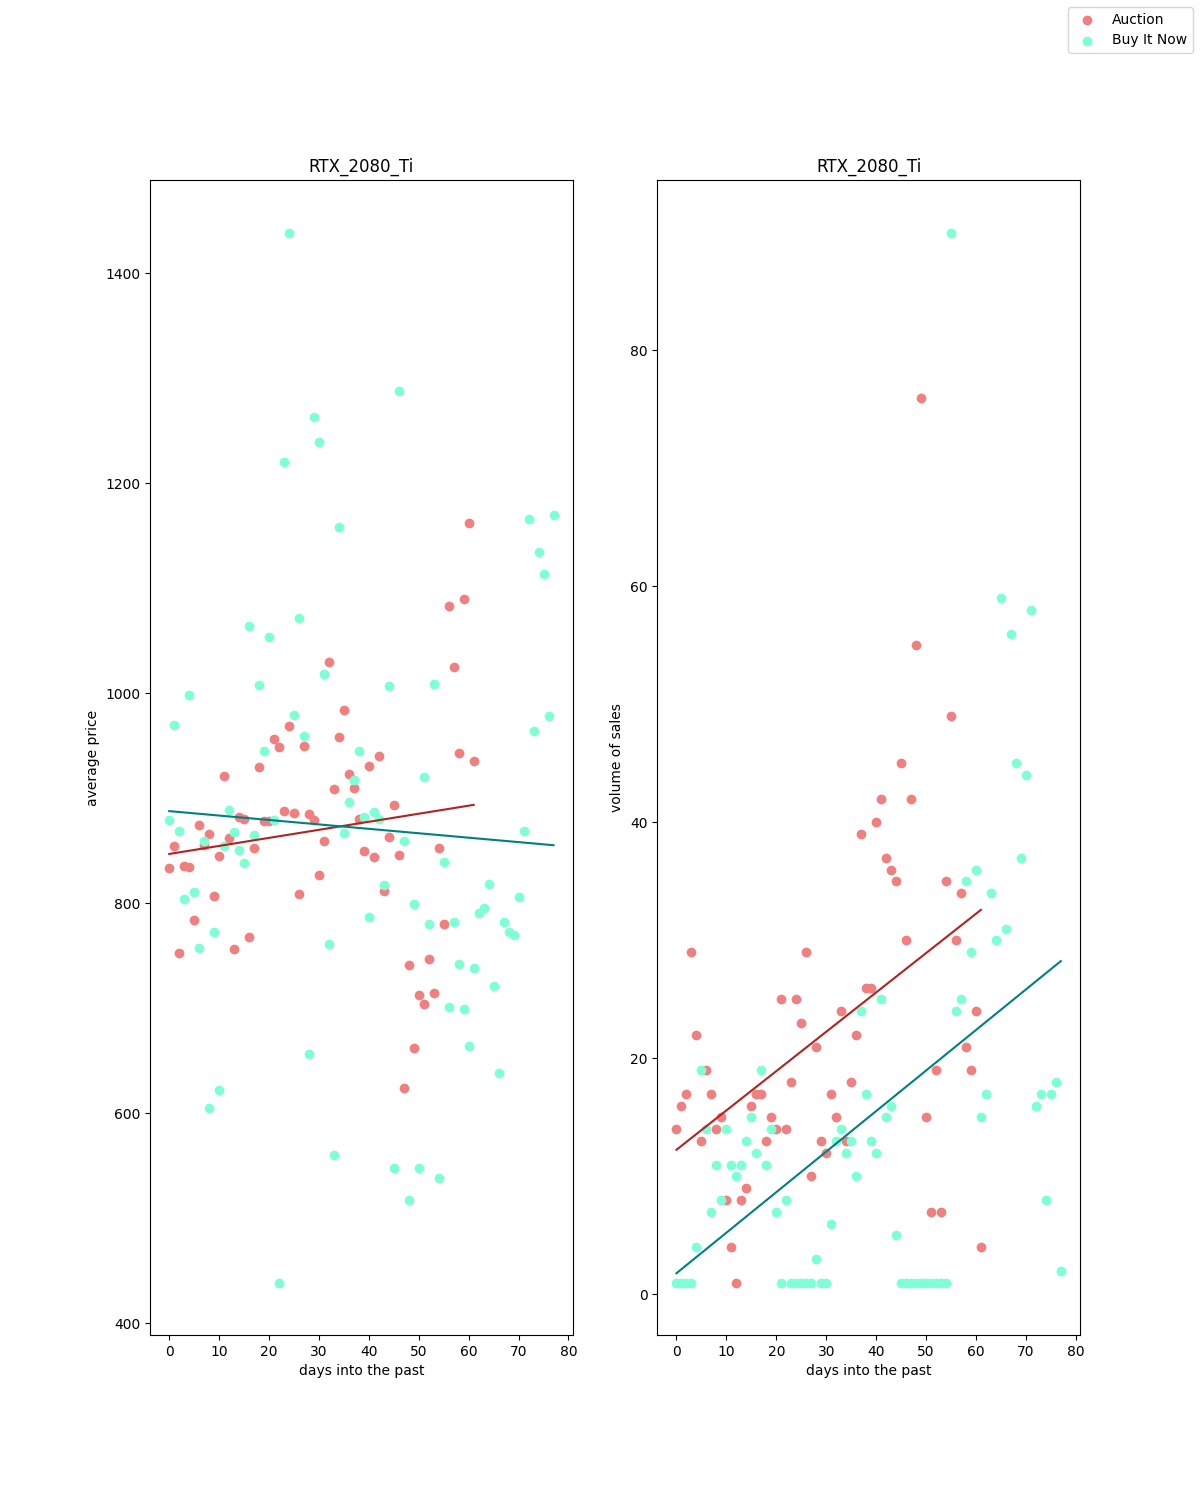 Auction
Buy It Now
RTX_2080_Ti
RTX_2080_Ti
1400
1200
1000
800
600
400
average price
0 10 20 30 40 50 60 70 80
days into the past
80
60
40
20
0
volume of sales
0 10 20 30 40 50 60 70 80
days into the past